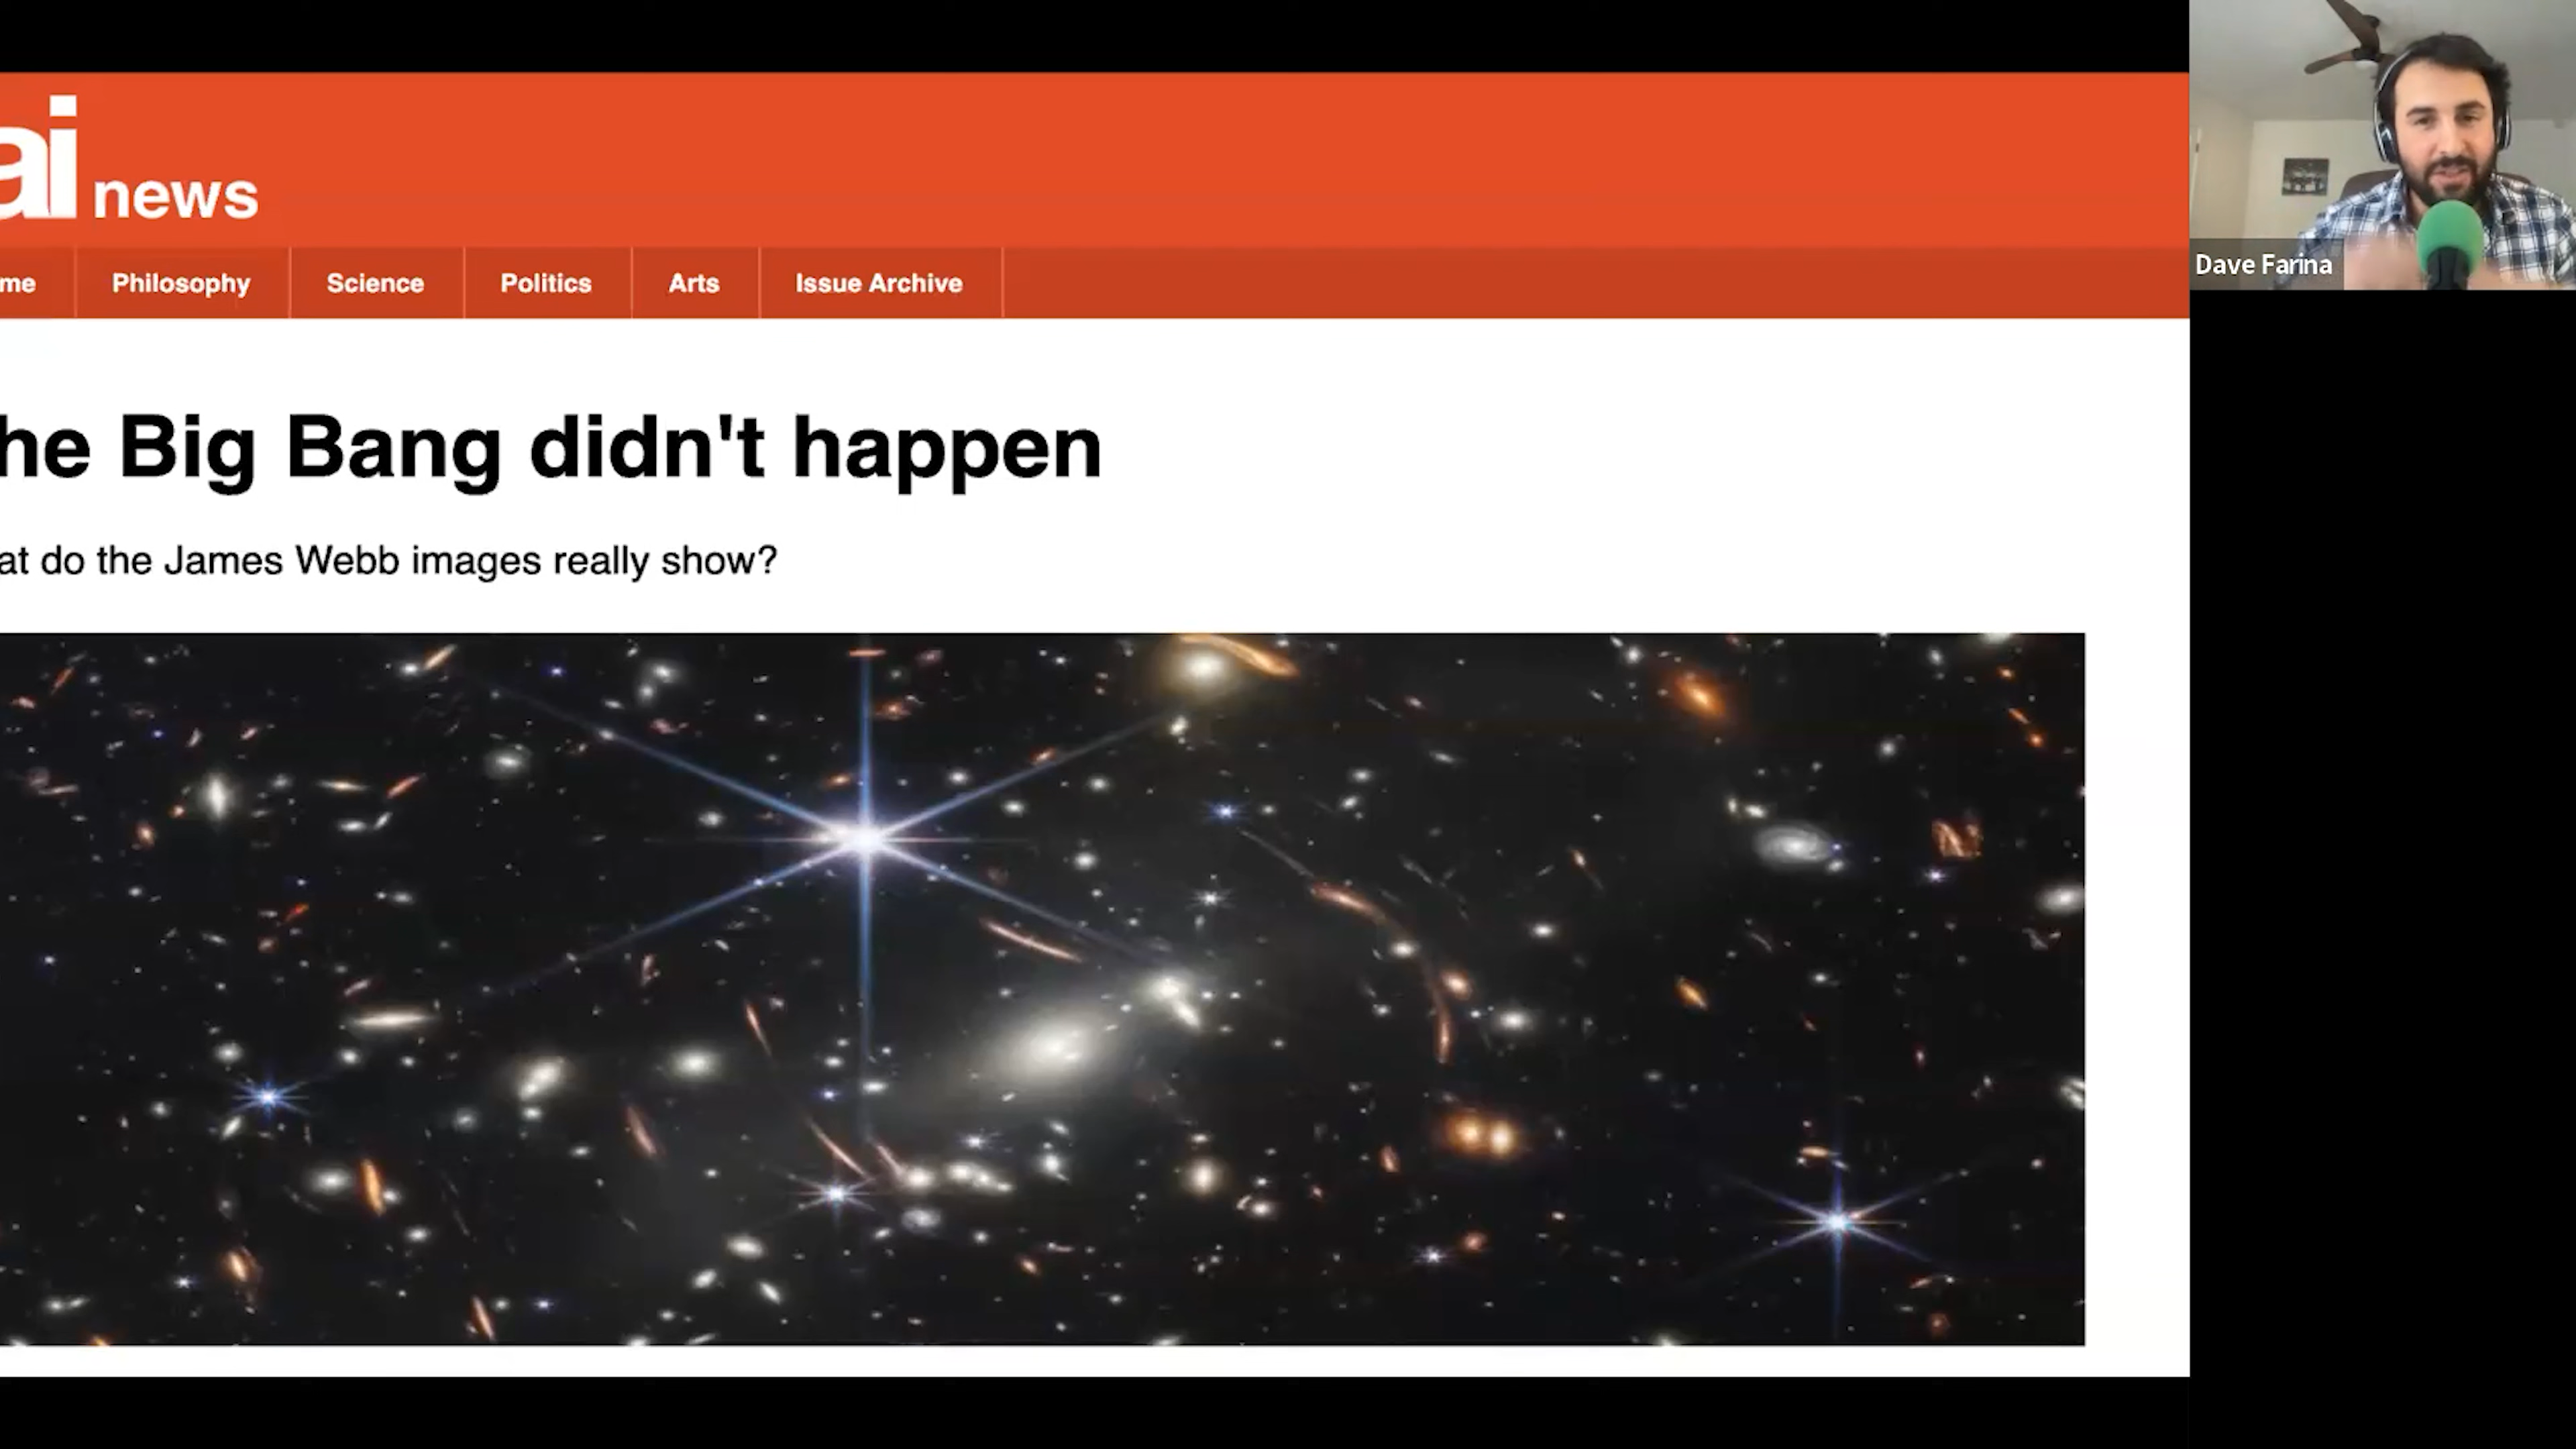 ai news
me Philosophy Science Politics Arts Issue Archive
he Big Bang didn't happen
at do the James Webb images really show?
Dave Farina